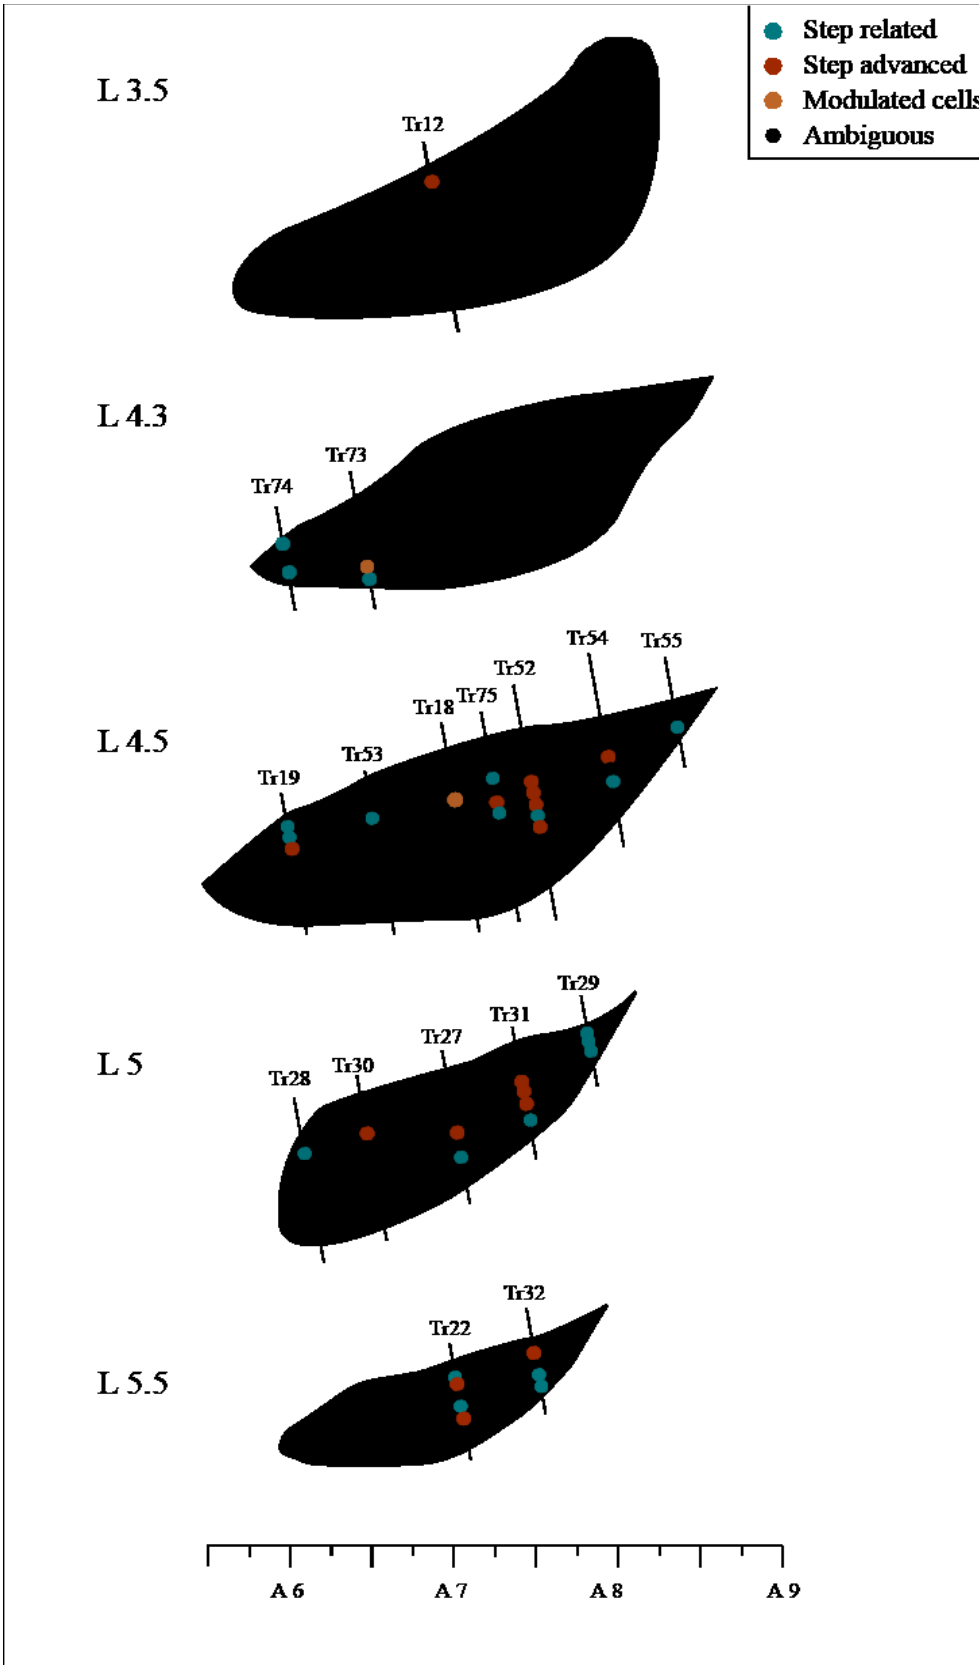 Step related
Step advanced
Modulated cells
Ambiguous
L 3.5
Tr12
L 4.3
Tr73
Tr74
L 4.5
Tr54
Tr55
Tr52
Tr75
Tr18
Tr53
Tr19
L 5
Tr29
Tr31
Tr27
Tr30
Tr28
L 5.5
Tr32
Tr22
A 6
A 7
A 8
A 9